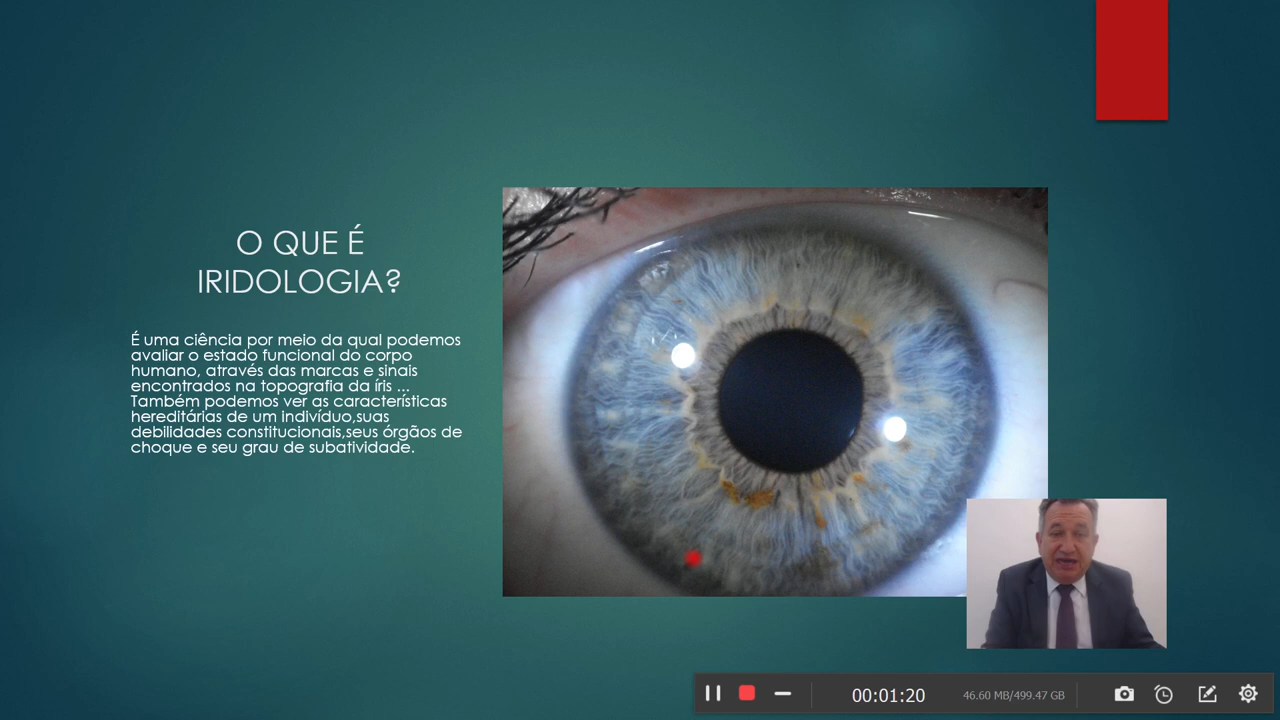 O QUE É
IRIDOLOGIA?
É uma ciência por meio da qual podemos
avaliar o estado funcional do corpo
humano, através das marcas e sinais
encontrados na topografia da íris ...
Também podemos ver as características
hereditárias de um indivíduo,suas
debilidades constitucionais,seus órgãos de
choque e seu grau de subatividade.
00:01:20
46.60 MB/499.47 GB